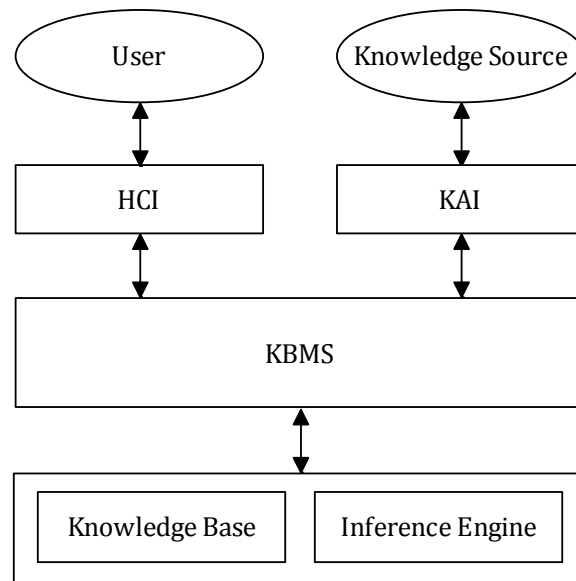 User
Knowledge Source
HCI
KAI
KBMS
Knowledge Base
Inference Engine